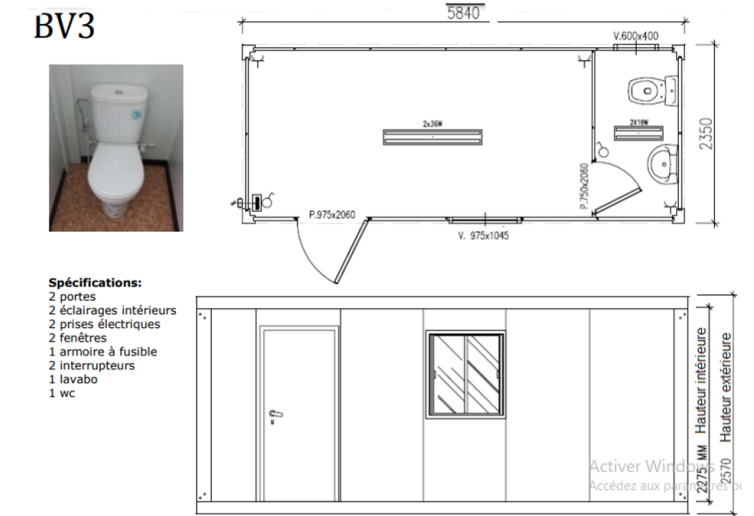 BV3
5840
V.600x400
2x36W
2X18W
2350
P.750x2060
P.975x2060
V. 975x1045
Spécifications:
2 portes
2 éclairages intérieurs
2 prises électriques
2 fenêtres
1 armoire à fusible
2 interrupteurs
1 lavabo
1 wc
2275 MM Hauteur intérieure
2570 Hauteur extérieure
Activer Windows
Accédez aux paramètres